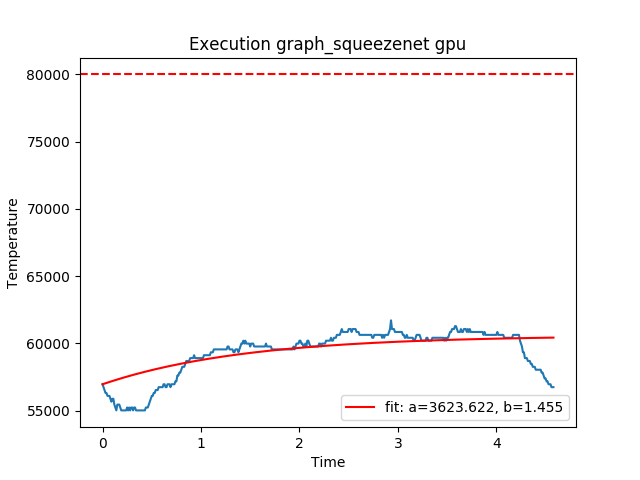 Execution graph_squeezenet gpu
Temperature
80000
75000
70000
65000
60000
55000
0 1 2 3 4
Time
fit: a=3623.622, b=1.455